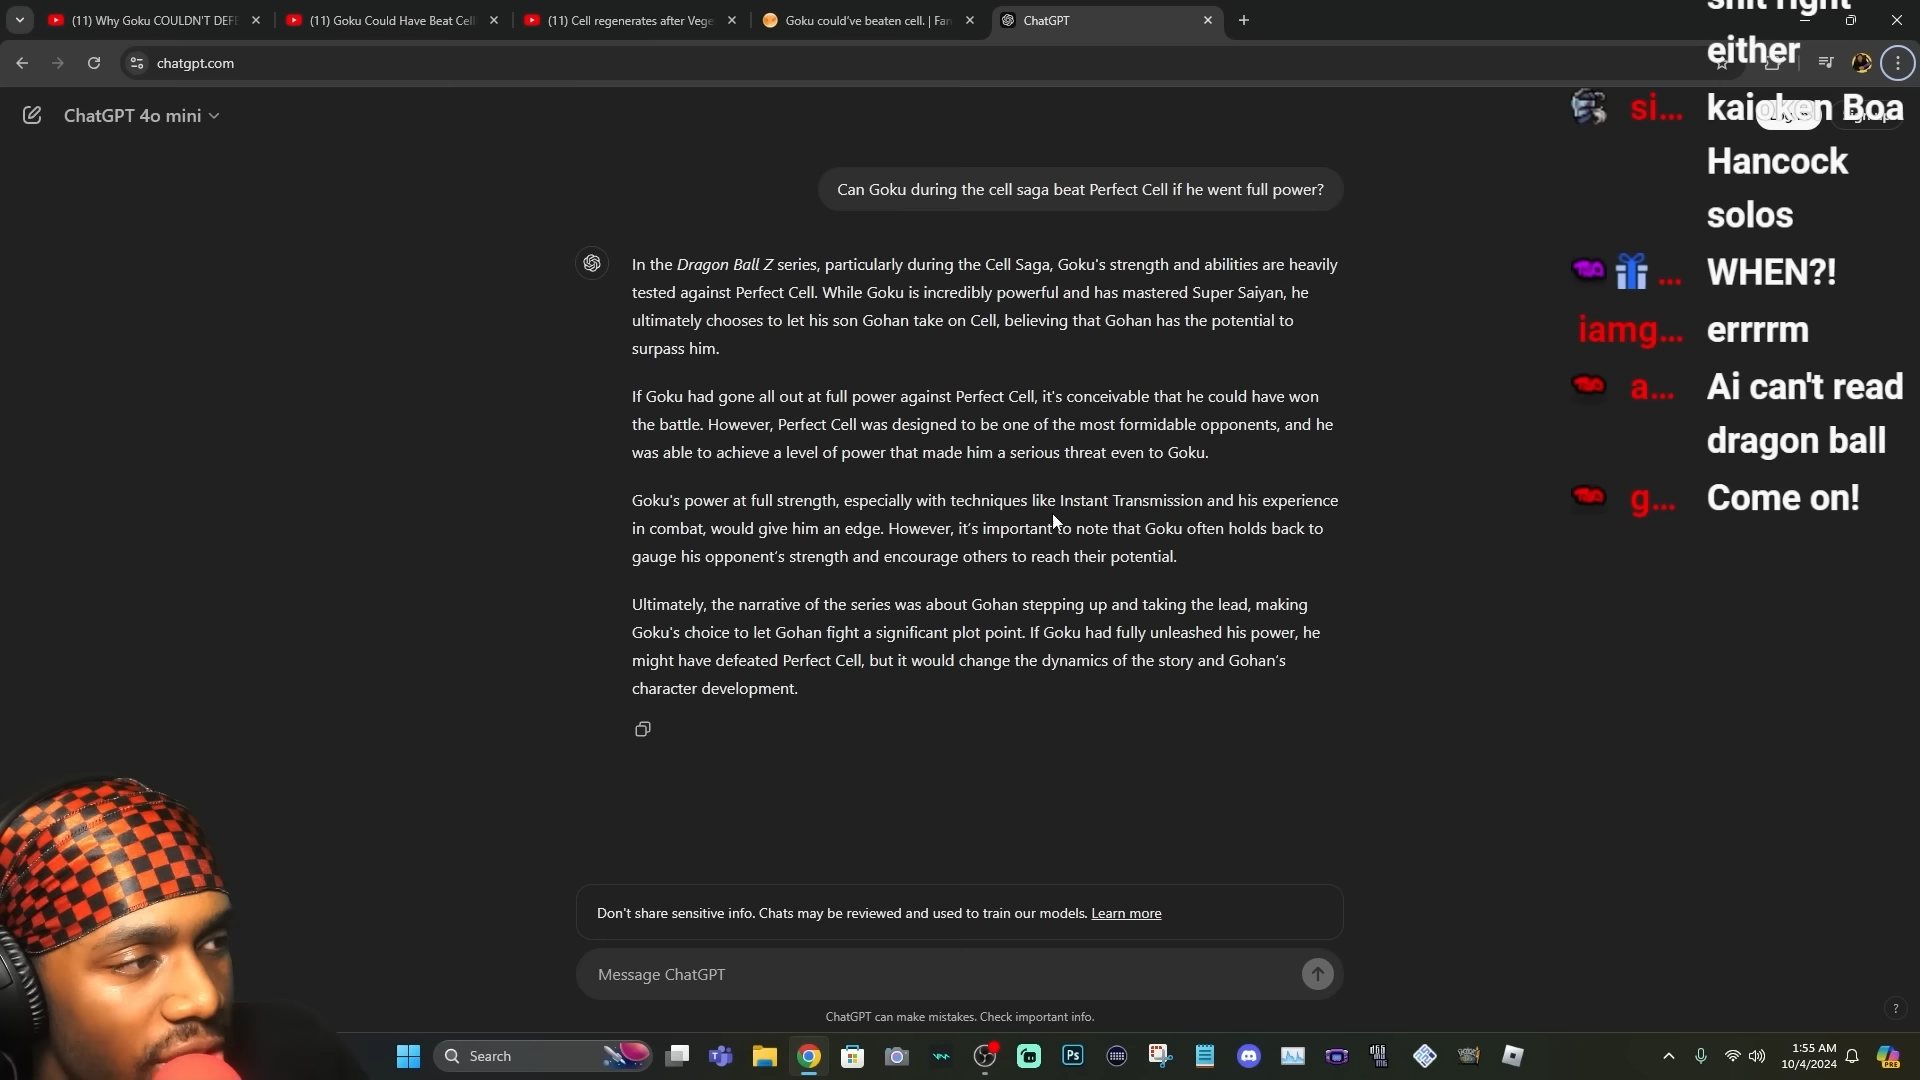 (11) Why Goku COULDN'T DEFE
(11) Goku Could Have Beat Cell
(11) Cell regenerates after Vege
Goku could've beaten cell. | Fan
ChatGPT
chatgpt.com
ChatGPT 4o mini
Can Goku during the cell saga beat Perfect Cell if he went full power?
In the Dragon Ball Z series, particularly during the Cell Saga, Goku's strength and abilities are heavily
tested against Perfect Cell. While Goku is incredibly powerful and has mastered Super Saiyan, he
ultimately chooses to let his son Gohan take on Cell, believing that Gohan has the potential to
surpass him.
If Goku had gone all out at full power against Perfect Cell, it's conceivable that he could have won
the battle. However, Perfect Cell was designed to be one of the most formidable opponents, and he
was able to achieve a level of power that made him a serious threat even to Goku.
Goku's power at full strength, especially with techniques like Instant Transmission and his experience
in combat, would give him an edge. However, it's important to note that Goku often holds back to
gauge his opponent's strength and encourage others to reach their potential.
Ultimately, the narrative of the series was about Gohan stepping up and taking the lead, making
Goku's choice to let Gohan fight a significant plot point. If Goku had fully unleashed his power, he
might have defeated Perfect Cell, but it would change the dynamics of the story and Gohan's
character development.
Don't share sensitive info. Chats may be reviewed and used to train our models. Learn more
Message ChatGPT
ChatGPT can make mistakes. Check important info.
?
shit right
either
si... kaioken Boa
Hancock
solos
... WHEN?!
iamg... errrrm
a... Ai can't read
dragon ball
g... Come on!
Search
Ps
1:55 AM
10/4/2024
PRE